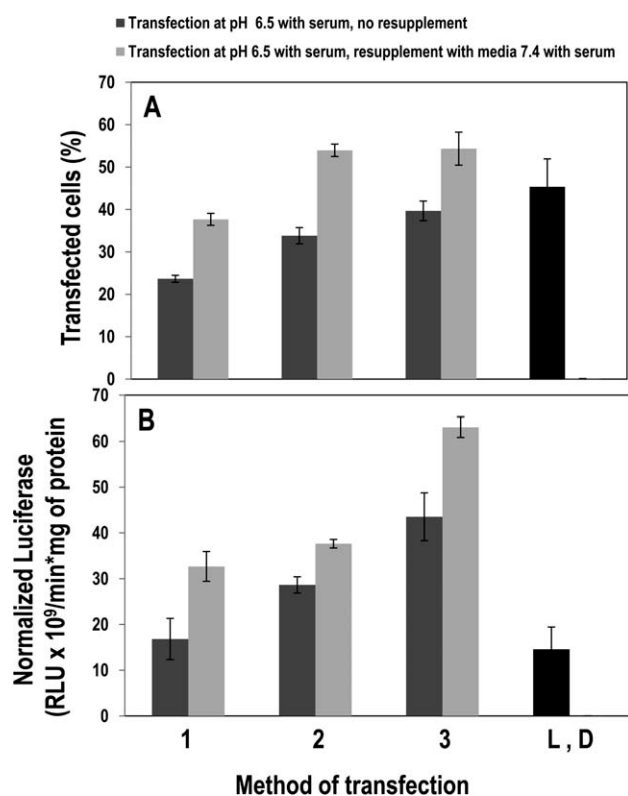 Transfection at pH 6.5 with serum, no resupplement
Transfection at pH 6.5 with serum, resupplement with media 7.4 with serum
A
Transfected cells (%)
70
60
50
40
30
20
10
0
B
Normalized Luciferase
(RLU x 10⁹/min*mg of protein
70
60
50
40
30
20
10
0
1 2 3 L , D
Method of transfection